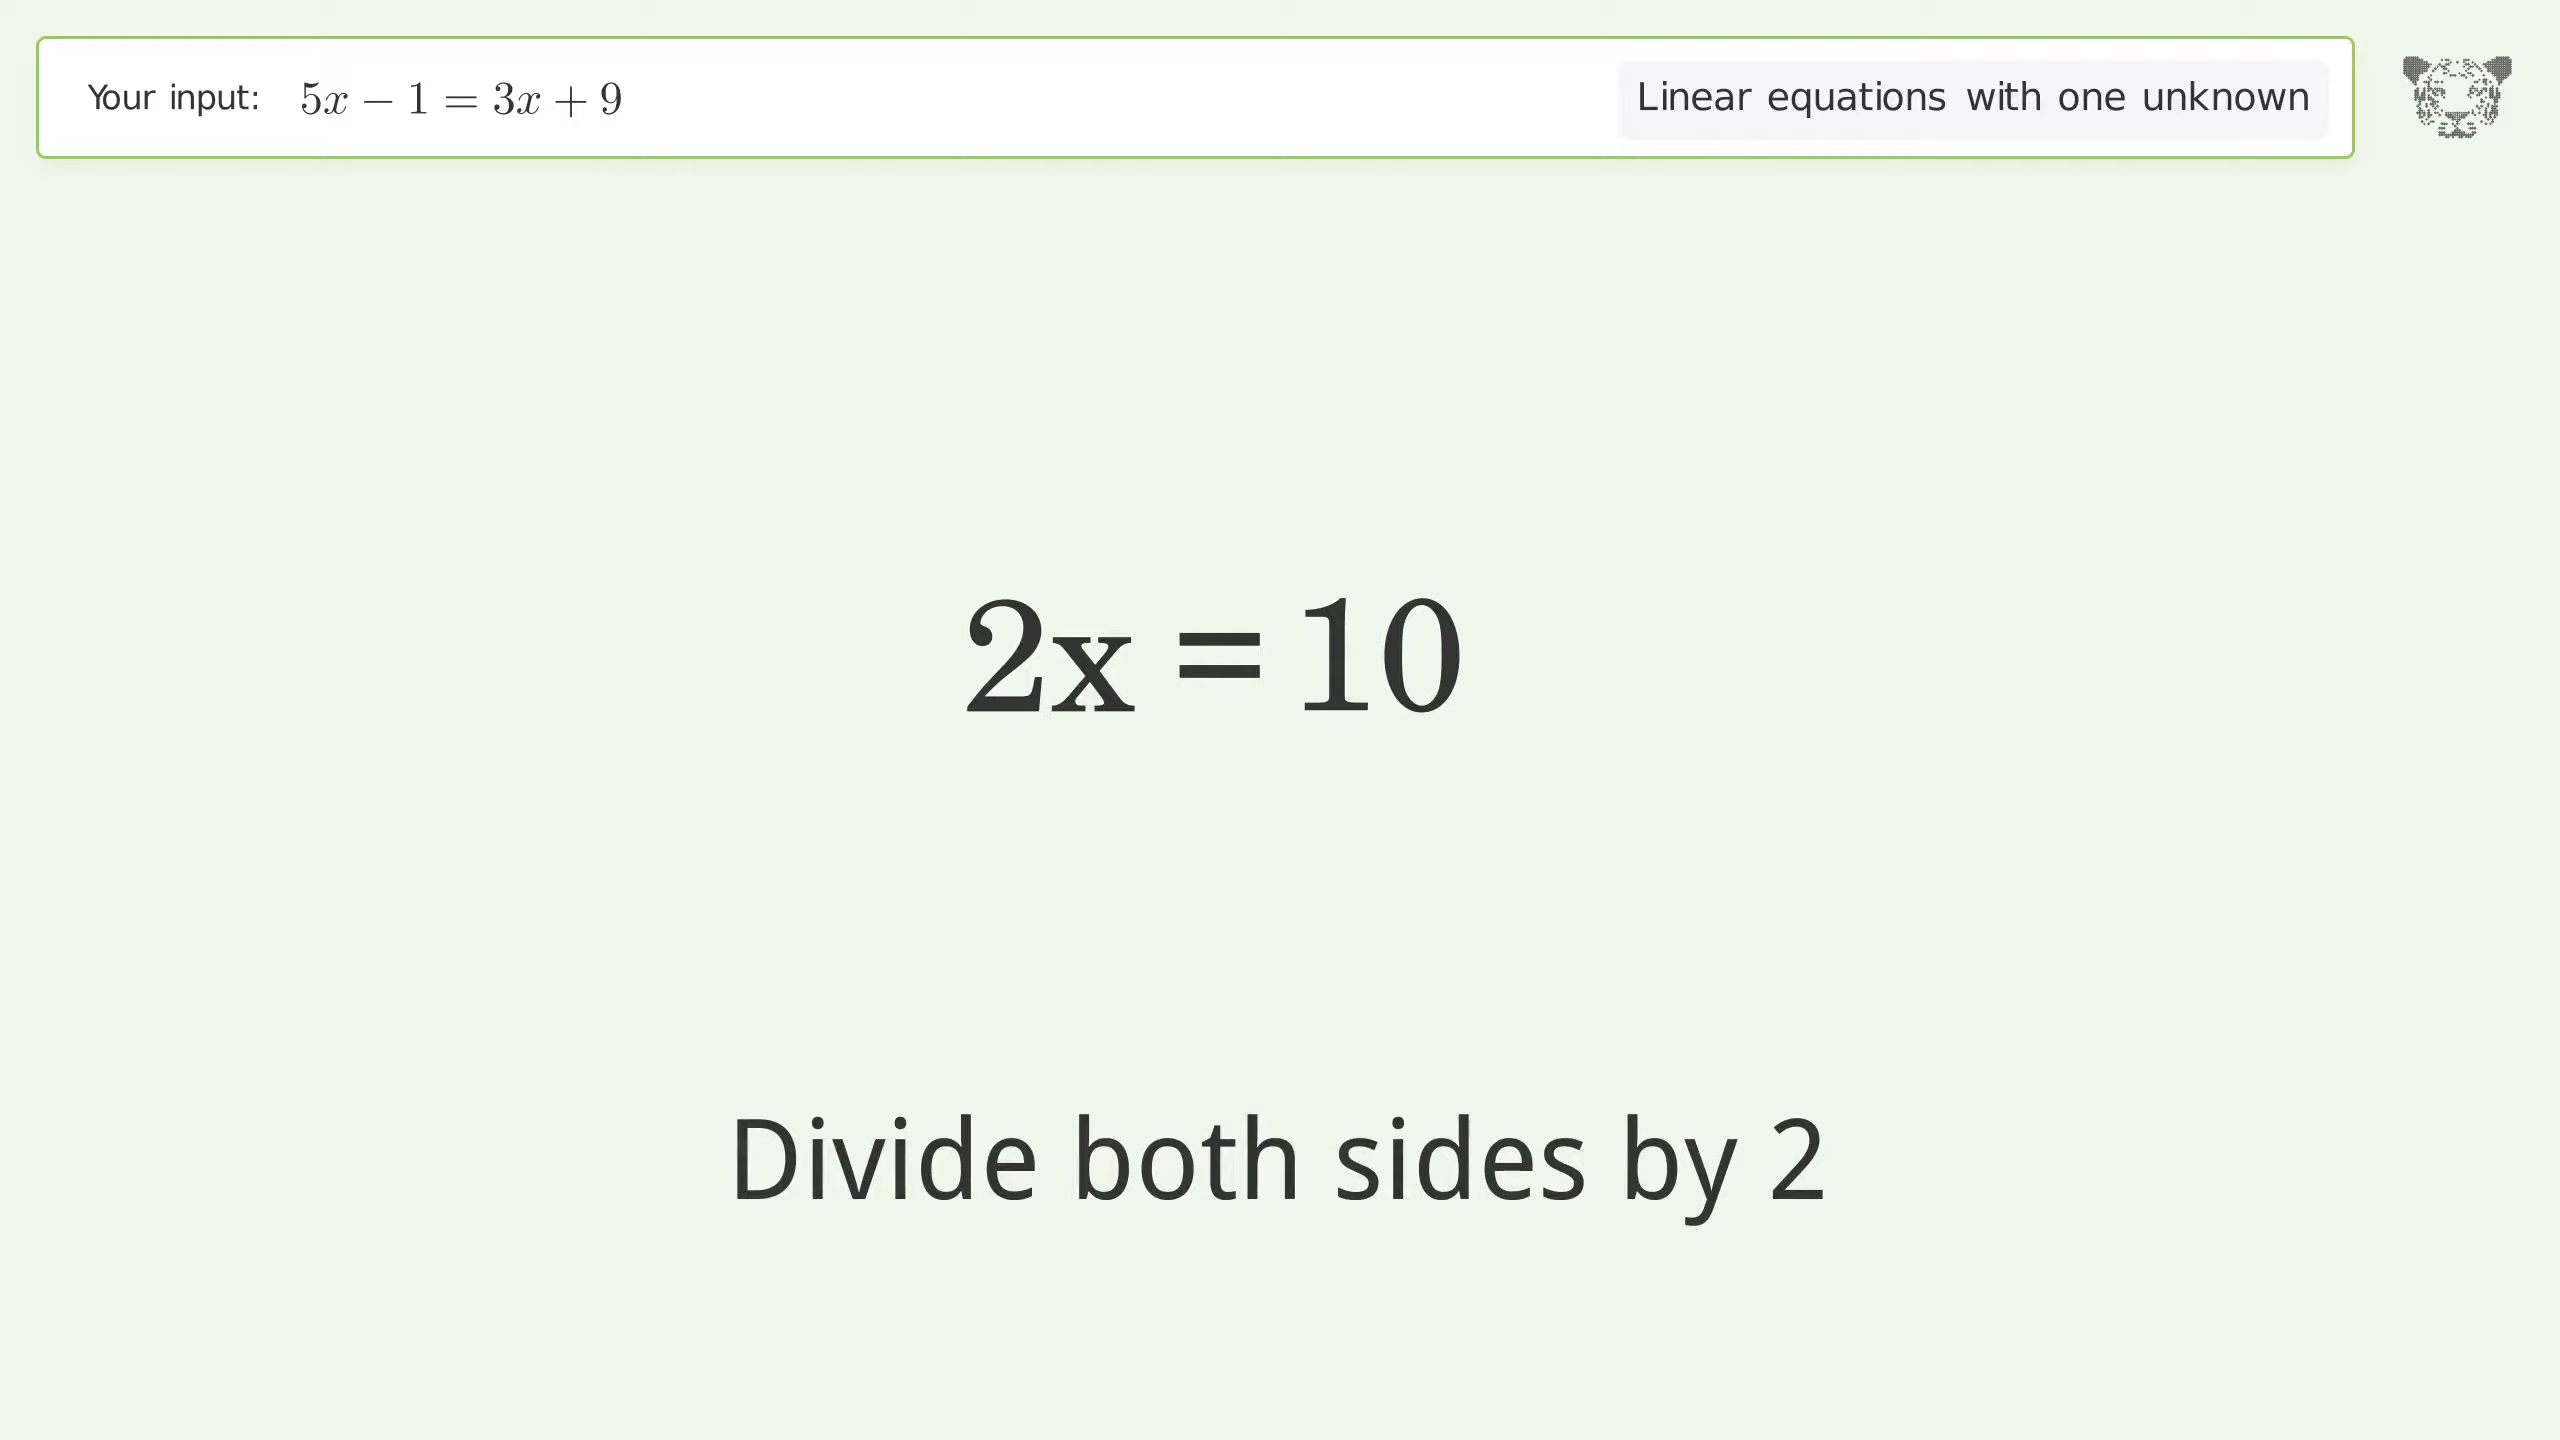 Your input: 5x − 1 = 3x + 9 Linear equations with one unknown
2x = 10
Divide both sides by 2